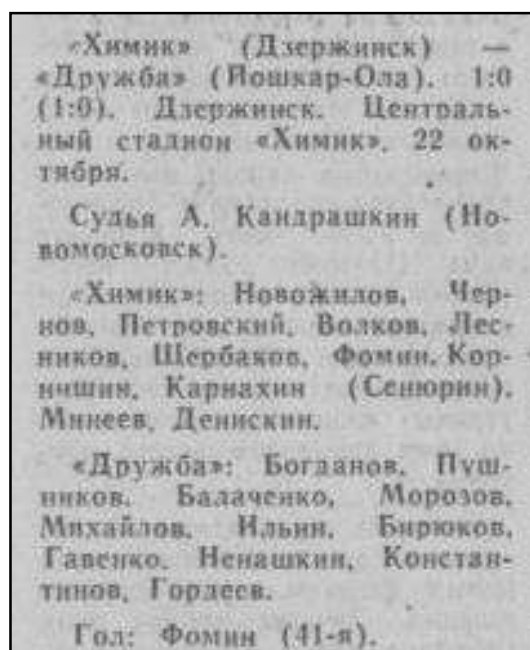 «Химик» (Дзержинск) —
«Дружба» (Йошкар-Ола). 1:0
(1:0). Дзержинск. Централь-
ный стадион «Химик». 22 ок-
тября.
Судья А. Кандрашкин (Но-
вомосковск).
«Химик»: Новожилов, Чер-
нов, Петровский, Волков, Лес-
ников, Щербаков, Фомин, Кор-
ничшин, Карнахин (Сенюрин),
Минеев, Денискин.
«Дружба»: Богданов, Пуш-
ников, Балаченко, Морозов,
Михайлов, Ильин, Бирюков,
Гавенко, Ненашкин, Констан-
тинов, Гордеев.
Гол: Фомин (41-я).